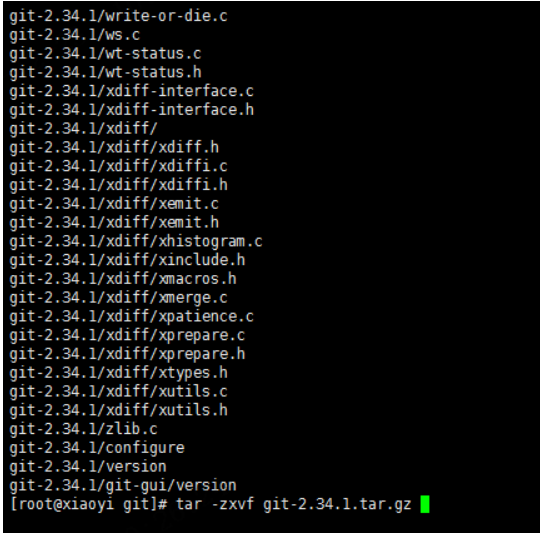 git-2.34.1/write-or-die.c
git-2.34.1/ws.c
git-2.34.1/wt-status.c
git-2.34.1/wt-status.h
git-2.34.1/xdiff-interface.c
git-2.34.1/xdiff-interface.h
git-2.34.1/xdiff/
git-2.34.1/xdiff/xdiff.h
git-2.34.1/xdiff/xdiffi.c
git-2.34.1/xdiff/xdiffi.h
git-2.34.1/xdiff/xemit.c
git-2.34.1/xdiff/xemit.h
git-2.34.1/xdiff/xhistogram.c
git-2.34.1/xdiff/xinclude.h
git-2.34.1/xdiff/xmacros.h
git-2.34.1/xdiff/xmerge.c
git-2.34.1/xdiff/xpatience.c
git-2.34.1/xdiff/xprepare.c
git-2.34.1/xdiff/xprepare.h
git-2.34.1/xdiff/xtypes.h
git-2.34.1/xdiff/xutils.c
git-2.34.1/xdiff/xutils.h
git-2.34.1/zlib.c
git-2.34.1/configure
git-2.34.1/version
git-2.34.1/git-gui/version
[root@xiaoyi git]# tar -zxvf git-2.34.1.tar.gz